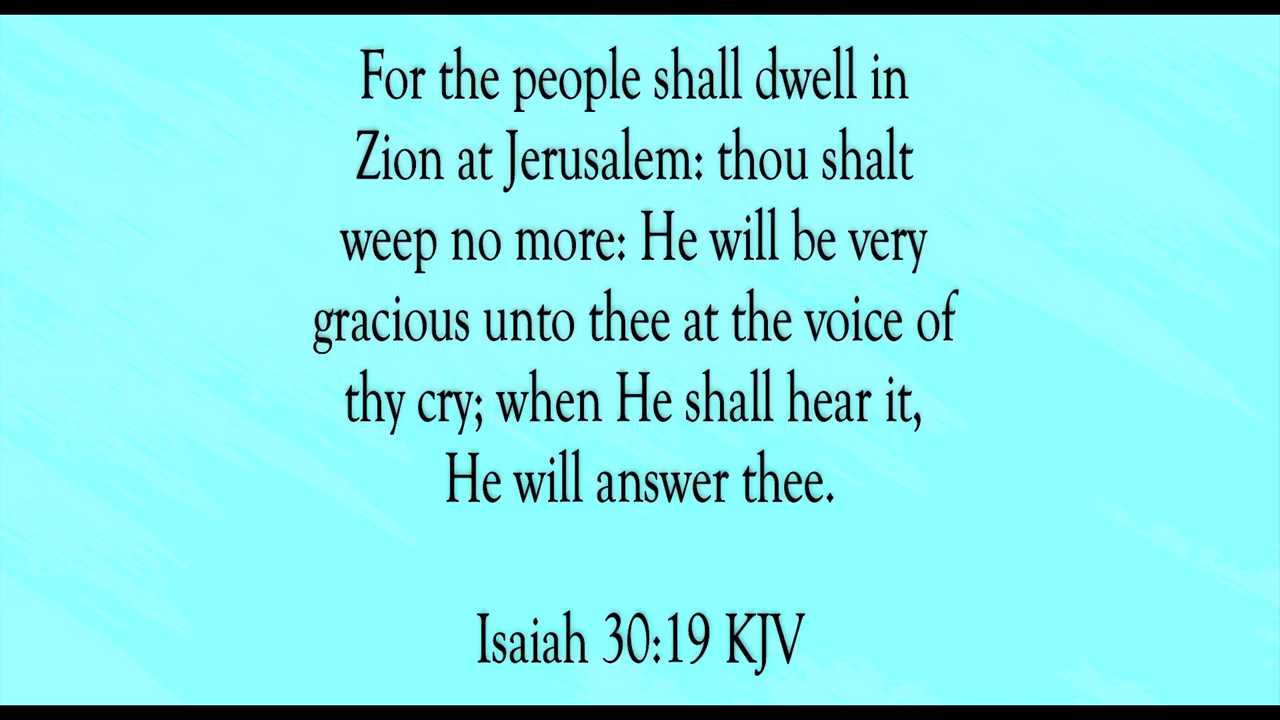 For the people shall dwell in
Zion at Jerusalem: thou shalt
weep no more: He will be very
gracious unto thee at the voice of
thy cry; when He shall hear it,
He will answer thee.
Isaiah 30:19 KJV